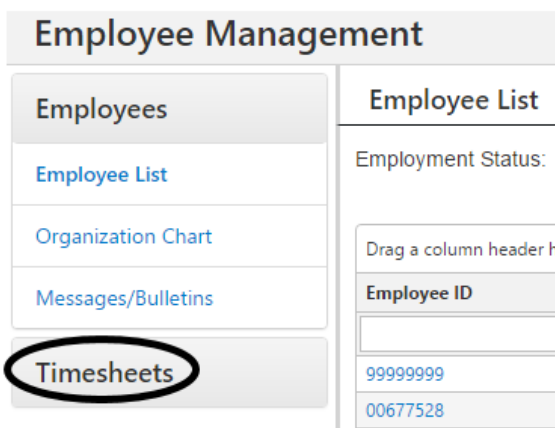 Employee Management
Employees
Employee List
Organization Chart
Messages/Bulletins
Timesheets
Employee List
Employment Status:
Drag a column header
Employee ID
99999999
00677528